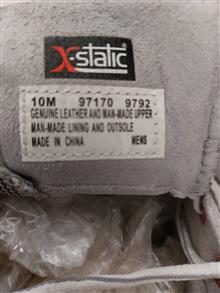 X-static
10M 97170 9792
GENUINE LEATHER AND MAN-MADE UPPER -
MAN-MADE LINING AND OUTSOLE
MADE IN CHINA MENS